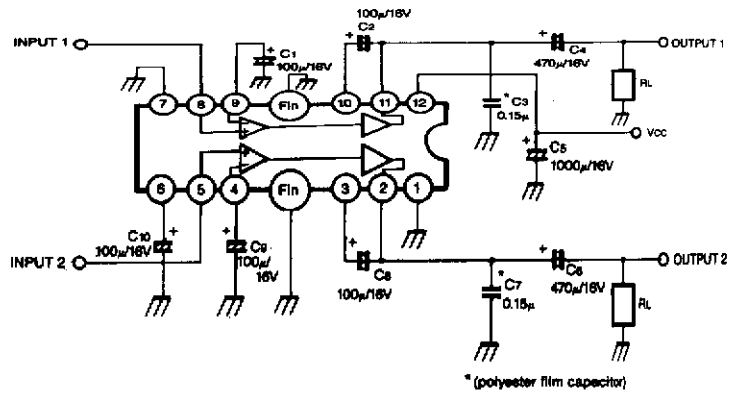 100µ/16V
C2
INPUT 1
C1
100µ/16V
C4
470µ/16V
OUTPUT 1
RL
7
8
9
Fin
10
11
12
* C3
0.15µ
VCC
C5
1000µ/16V
6
5
4
Fin
3
2
1
C10
100µ/16V
C9
100µ/
16V
INPUT 2
C8
100µ/16V
*
C7
0.15µ
C6
470µ/16V
OUTPUT 2
RL
* (polyester film capacitor)